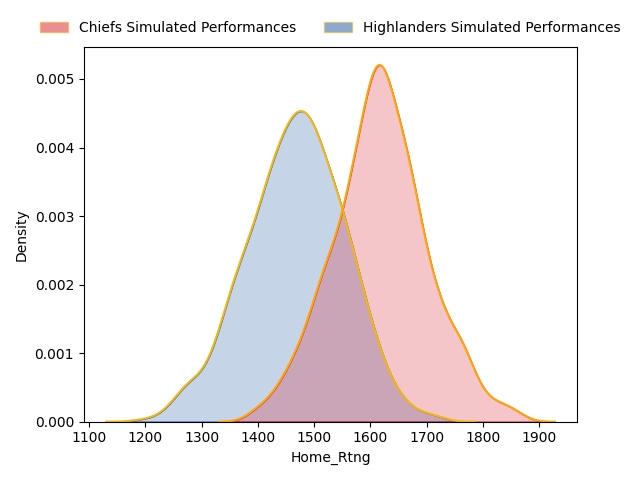 Chiefs Simulated Performances Highlanders Simulated Performances
0.005
0.004
0.003
0.002
0.001
0.000
Density
1100 1200 1300 1400 1500 1600 1700 1800 1900
Home_Rtng